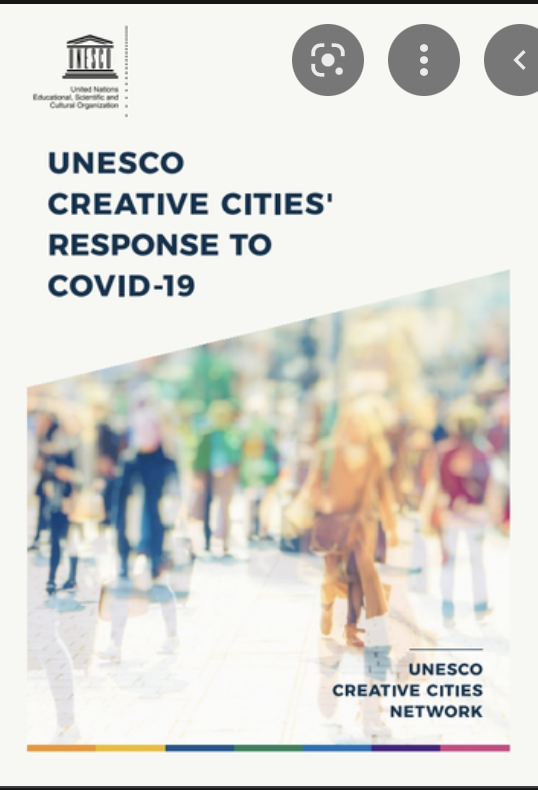 UNESCO
United Nations
Educational, Scientific and
Cultural Organization
UNESCO
CREATIVE CITIES'
RESPONSE TO
COVID-19
UNESCO
CREATIVE CITIES
NETWORK